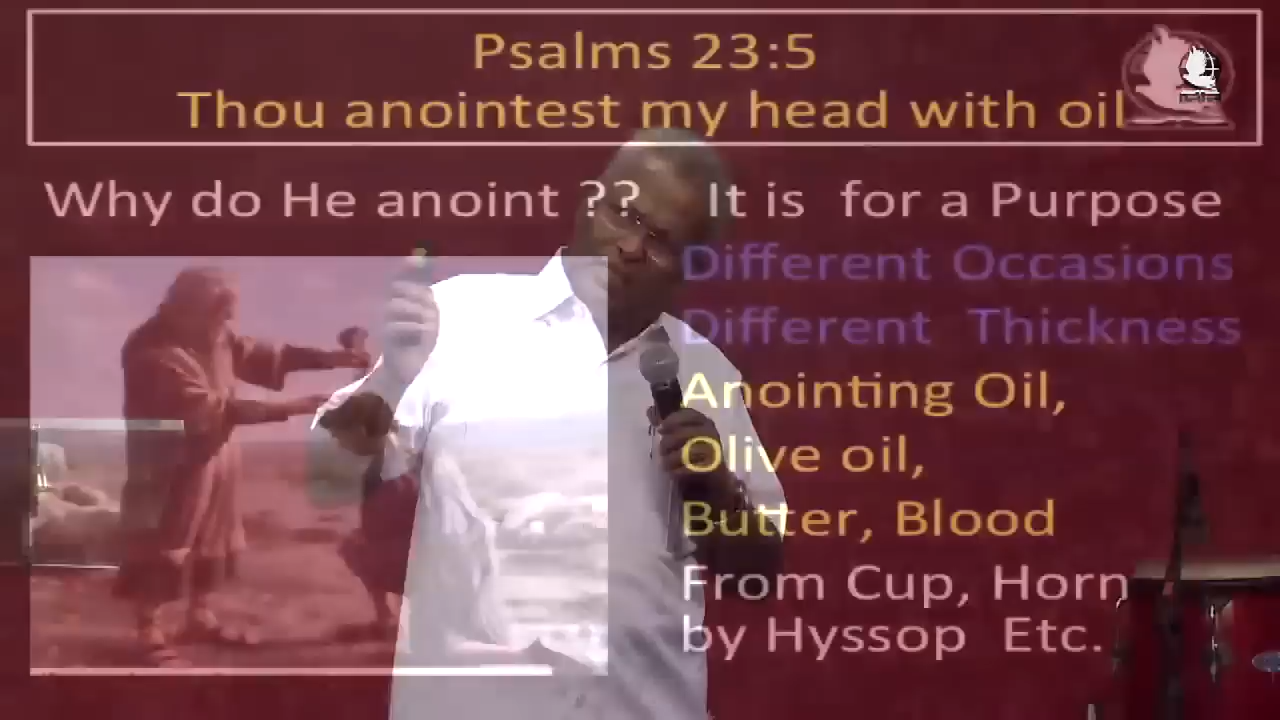 Psalms 23:5
Thou anointest my head with oil
Why do He anoint ?? It is for a Purpose
Different Occasions
Different Thickness
Anointing Oil,
Olive oil,
Butter, Blood
From Cup, Horn
by Hyssop Etc.